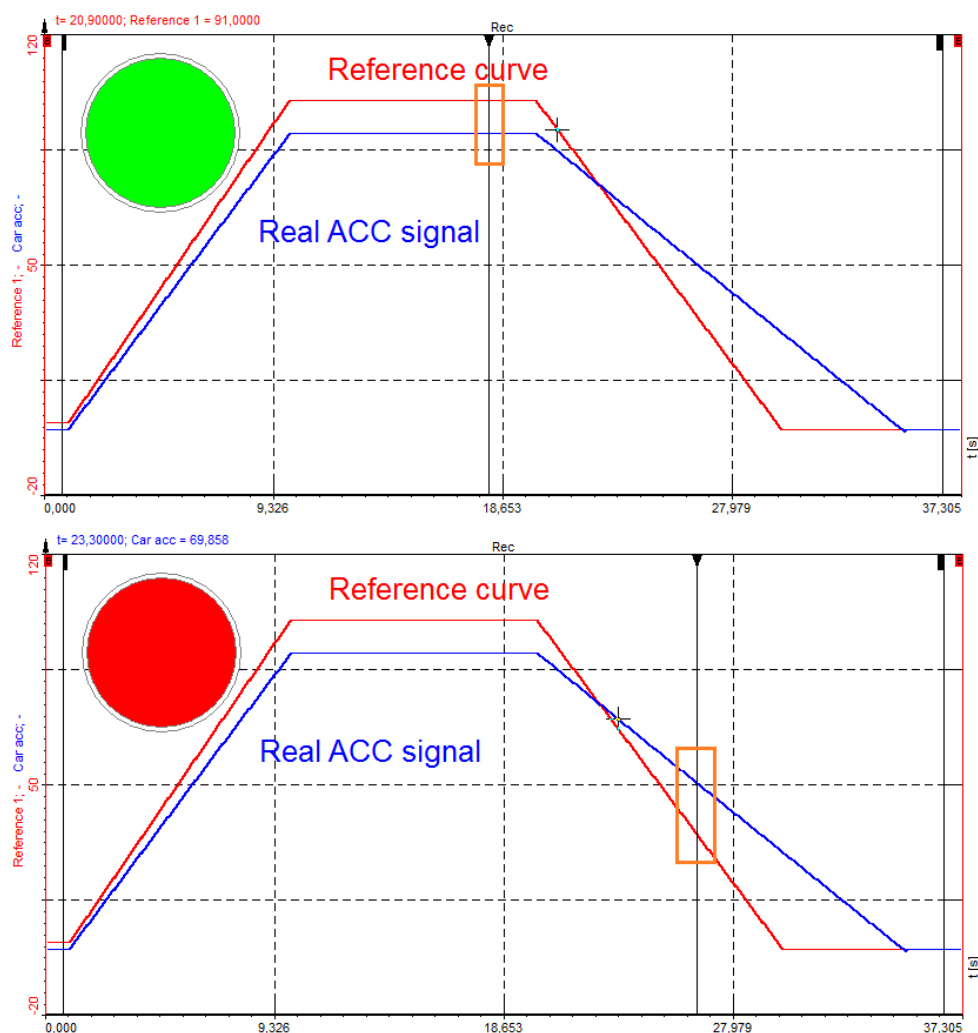 t= 20,90000; Reference 1 = 91,0000
Rec
120
Reference curve
Real ACC signal
50
Reference 1; - Car acc; -
-20
t [s]
0,000 9,326 18,653 27,979 37,305
t= 23,30000; Car acc = 69,858
Rec
120
Reference curve
Real ACC signal
50
Reference 1; - Car acc; -
-20
t [s]
0.000 9,326 18,653 27,979 37,305